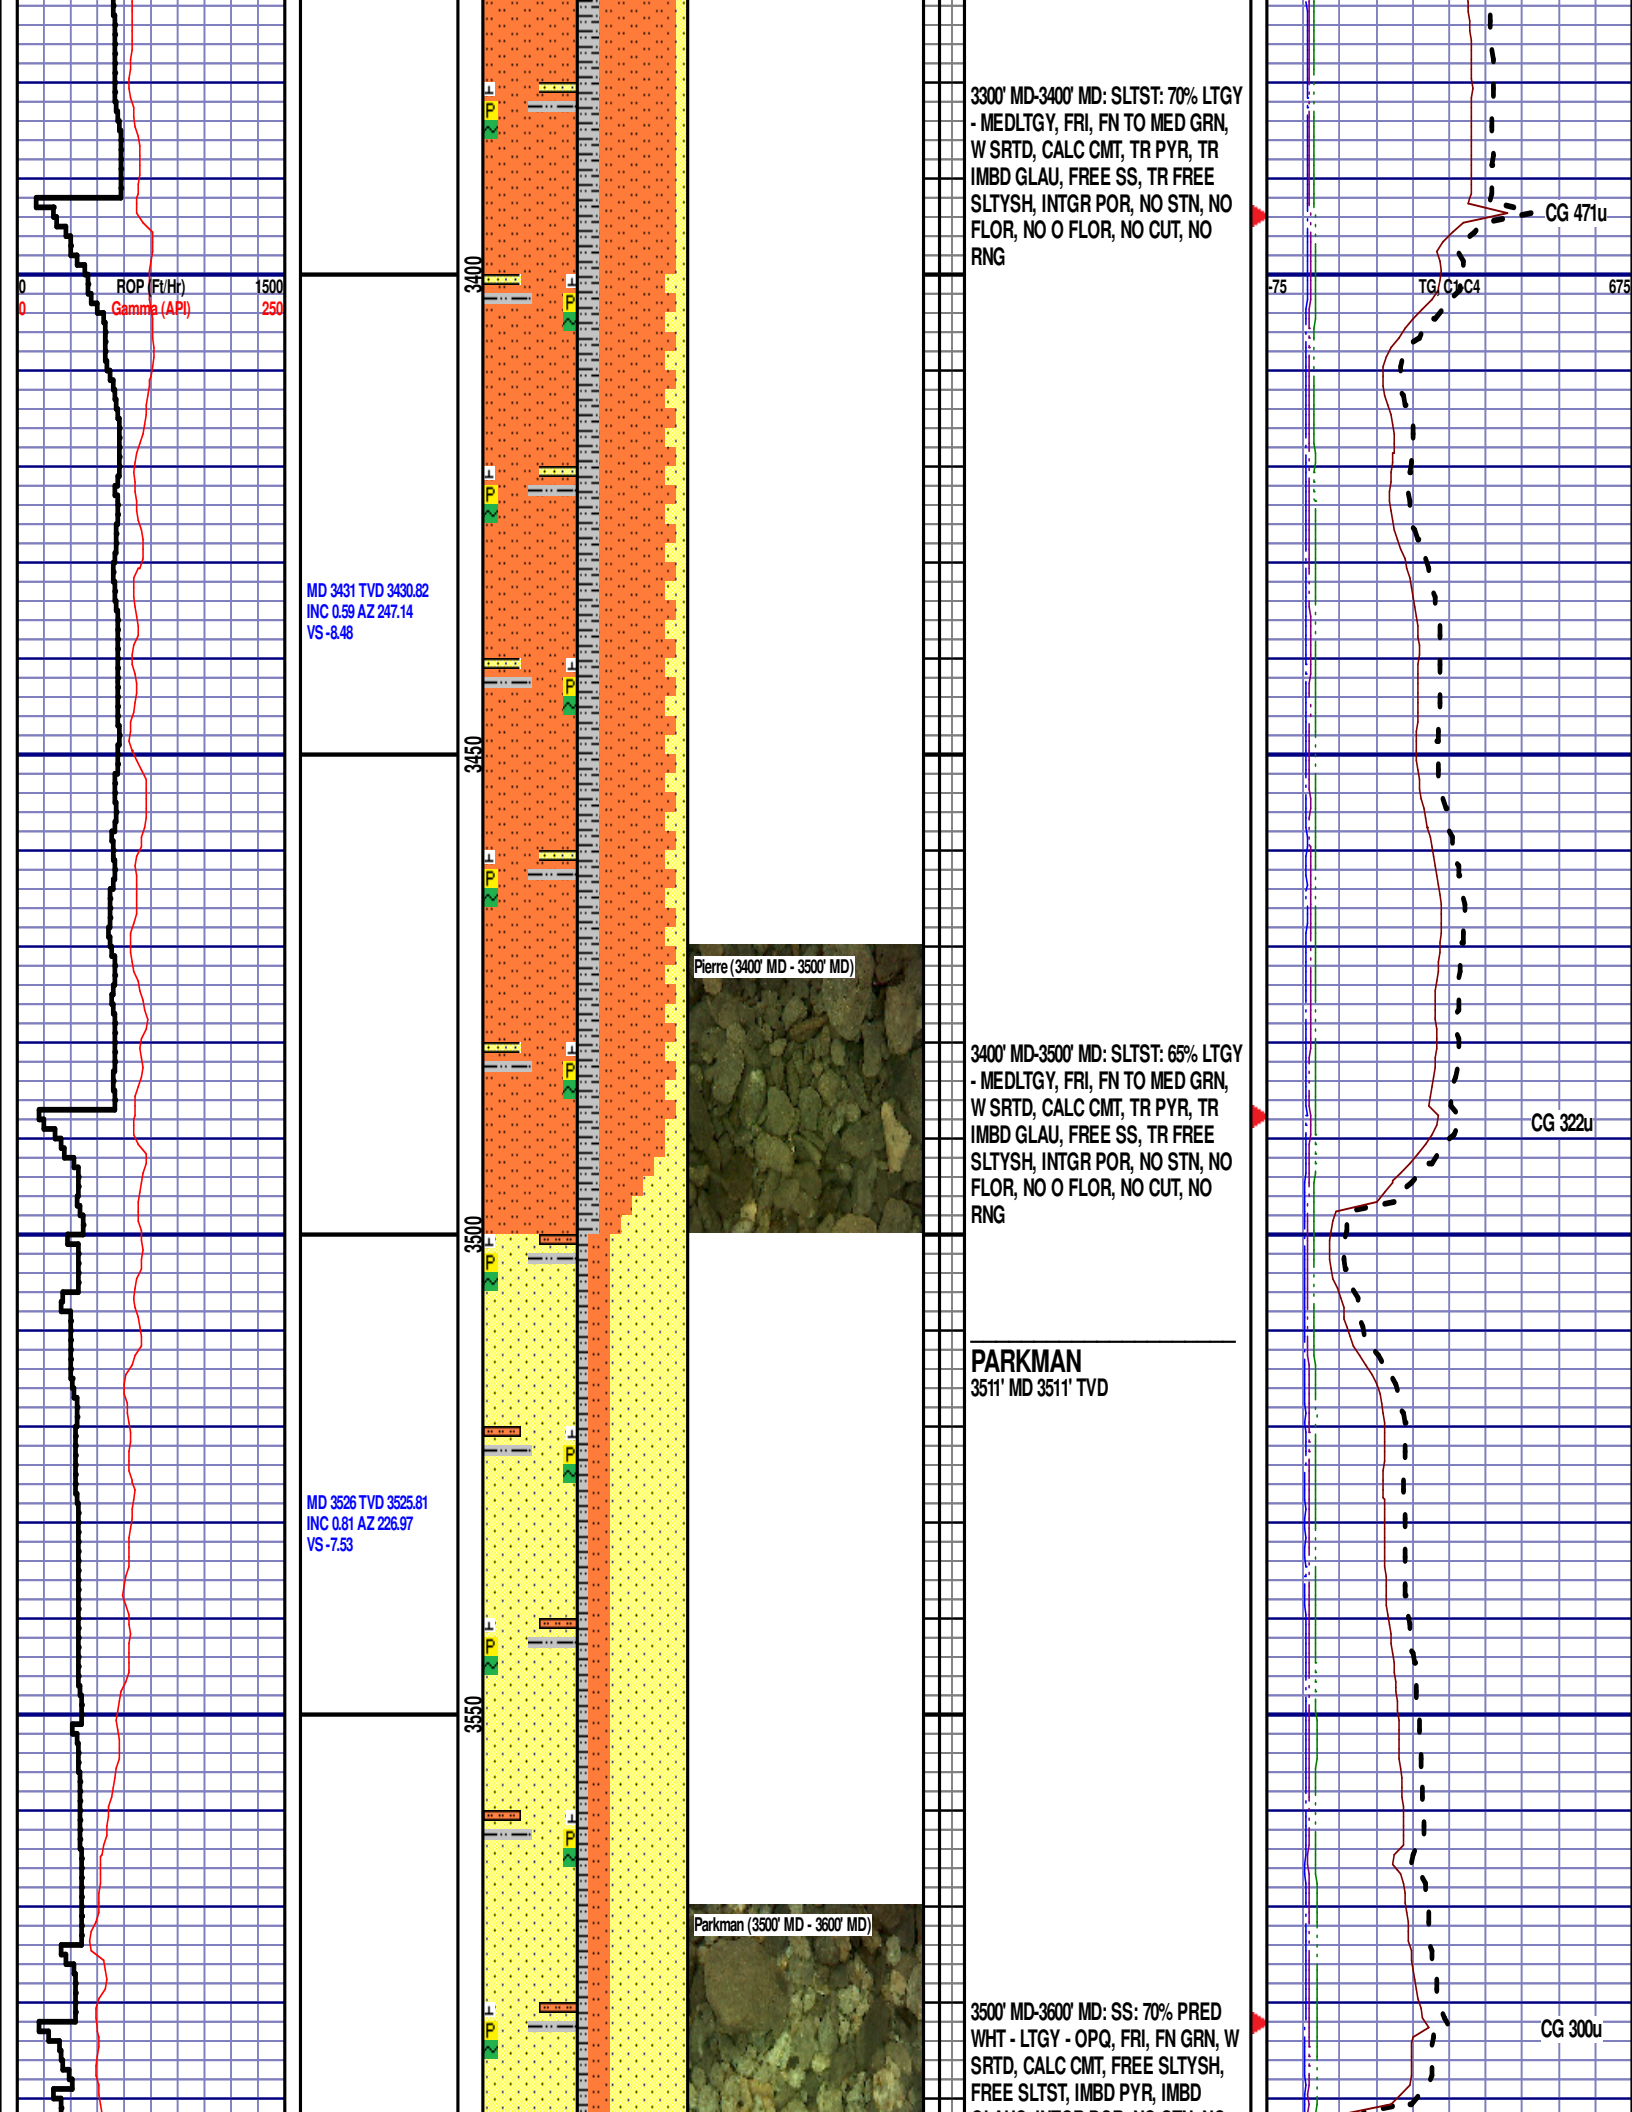 3300' MD-3400' MD: SLTST: 70% LTGY
- MEDLTGY, FRI, FN TO MED GRN,
W SRTD, CALC CMT, TR PYR, TR
IMBD GLAU, FREE SS, TR FREE
SLTYSH, INTGR POR, NO STN, NO
FLOR, NO O FLOR, NO CUT, NO
RNG
CG 471u
3400
0 ROP (Ft/Hr) 1500
0 Gamma (API) 250
-75 TG, C1-C4 675
MD 3431 TVD 3430.82
INC 0.59 AZ 247.14
VS -8.48
3450
Pierre (3400' MD - 3500' MD)
3400' MD-3500' MD: SLTST: 65% LTGY
- MEDLTGY, FRI, FN TO MED GRN,
W SRTD, CALC CMT, TR PYR, TR
IMBD GLAU, FREE SS, TR FREE
SLTYSH, INTGR POR, NO STN, NO
FLOR, NO O FLOR, NO CUT, NO
RNG
CG 322u
3500
PARKMAN
3511' MD 3511' TVD
MD 3526 TVD 3525.81
INC 0.81 AZ 226.97
VS -7.53
3550
Parkman (3500' MD - 3600' MD)
3500' MD-3600' MD: SS: 70% PRED
WHT - LTGY - OPQ, FRI, FN GRN, W
SRTD, CALC CMT, FREE SLTYSH,
FREE SLTST, IMBD PYR, IMBD
CG 300u
P
P
P
P
P
P
P
P
P
P
P